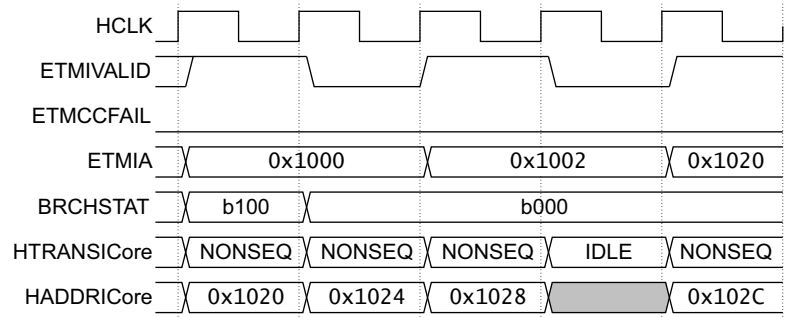 HCLK
ETMIVALID
ETMCCFAIL
ETMIA 0x1000 0x1002 0x1020
BRCHSTAT b100 b000
HTRANSICore NONSEQ NONSEQ NONSEQ IDLE NONSEQ
HADDRICore 0x1020 0x1024 0x1028 0x102C